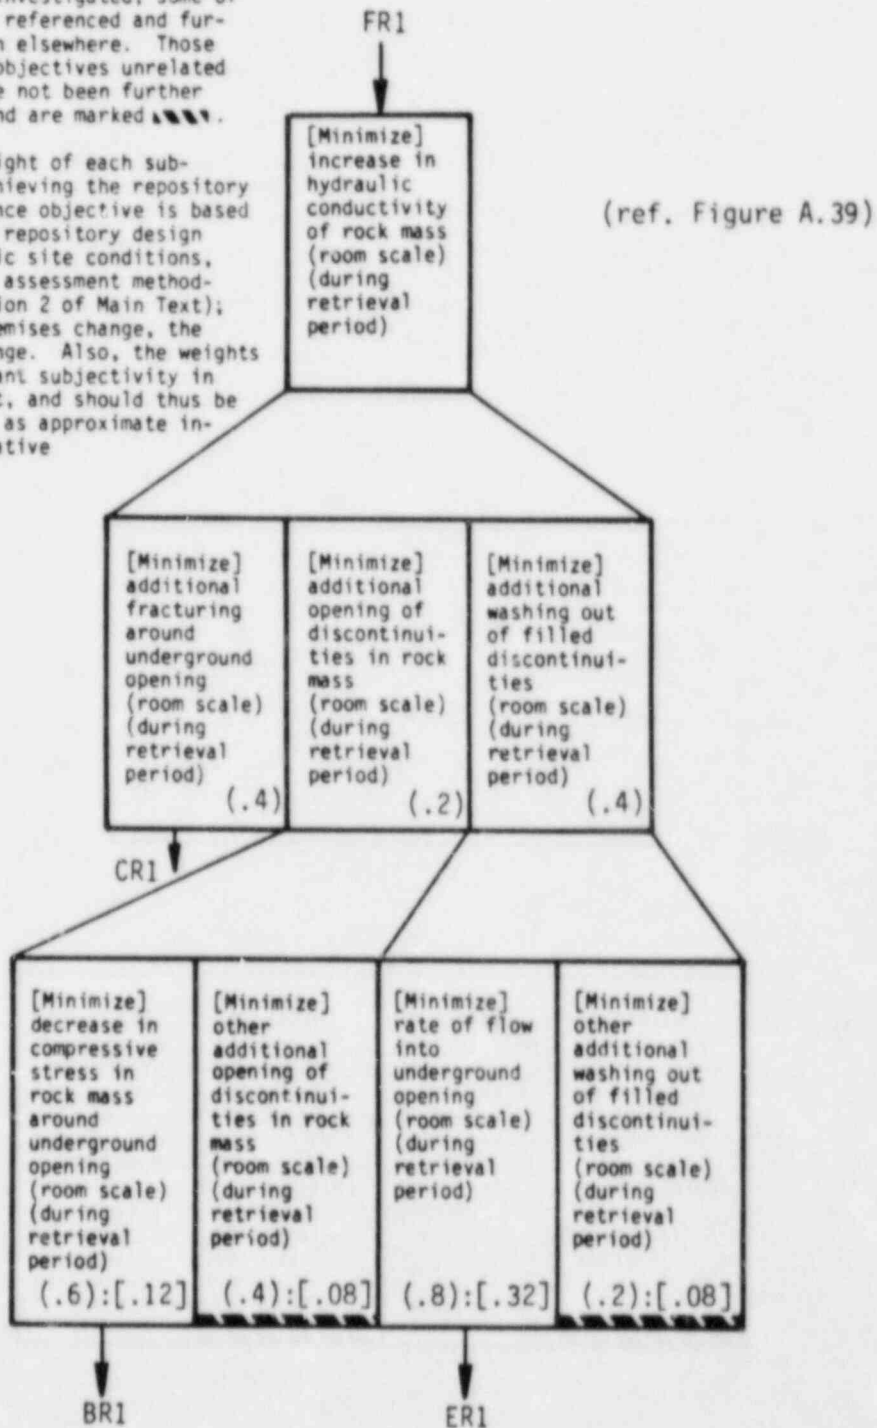 referenced and fur-
elsewhere. Those
objectives unrelated
not been further
and are marked
ight of each sub-
hieving the repository
nce objective is based
repository design
ic site conditions,
assessment method-
ion 2 of Main Text);
emises change, the
nge. Also, the weights
ant subjectivity in
t, and should thus be
as approximate in-
ative
FR1
[Minimize]
increase in
hydraulic
conductivity
of rock mass
(room scale)
(during
retrieval
period)
(ref. Figure A.39)
[Minimize]
additional
fracturing
around
underground
opening
(room scale)
(during
retrieval
period)
(.4)
[Minimize]
additional
opening of
discontinui-
ties in rock
mass
(room scale)
(during
retrieval
period)
(.2)
[Minimize]
additional
washing out
of filled
discontinui-
ties
(room scale)
(during
retrieval
period)
(.4)
CR1
[Minimize]
decrease in
compressive
stress in
rock mass
around
underground
opening
(room scale)
(during
retrieval
period)
(.6):[.12]
[Minimize]
other
additional
opening of
discontinui-
ties in rock
mass
(room scale)
(during
retrieval
period)
(.4):[.08]
[Minimize]
rate of flow
into
underground
opening
(room scale)
(during
retrieval
period)
(.8):[.32]
[Minimize]
other
additional
washing out
of filled
discontinui-
ties
(room scale)
(during
retrieval
period)
(.2):[.08]
BR1
ER1